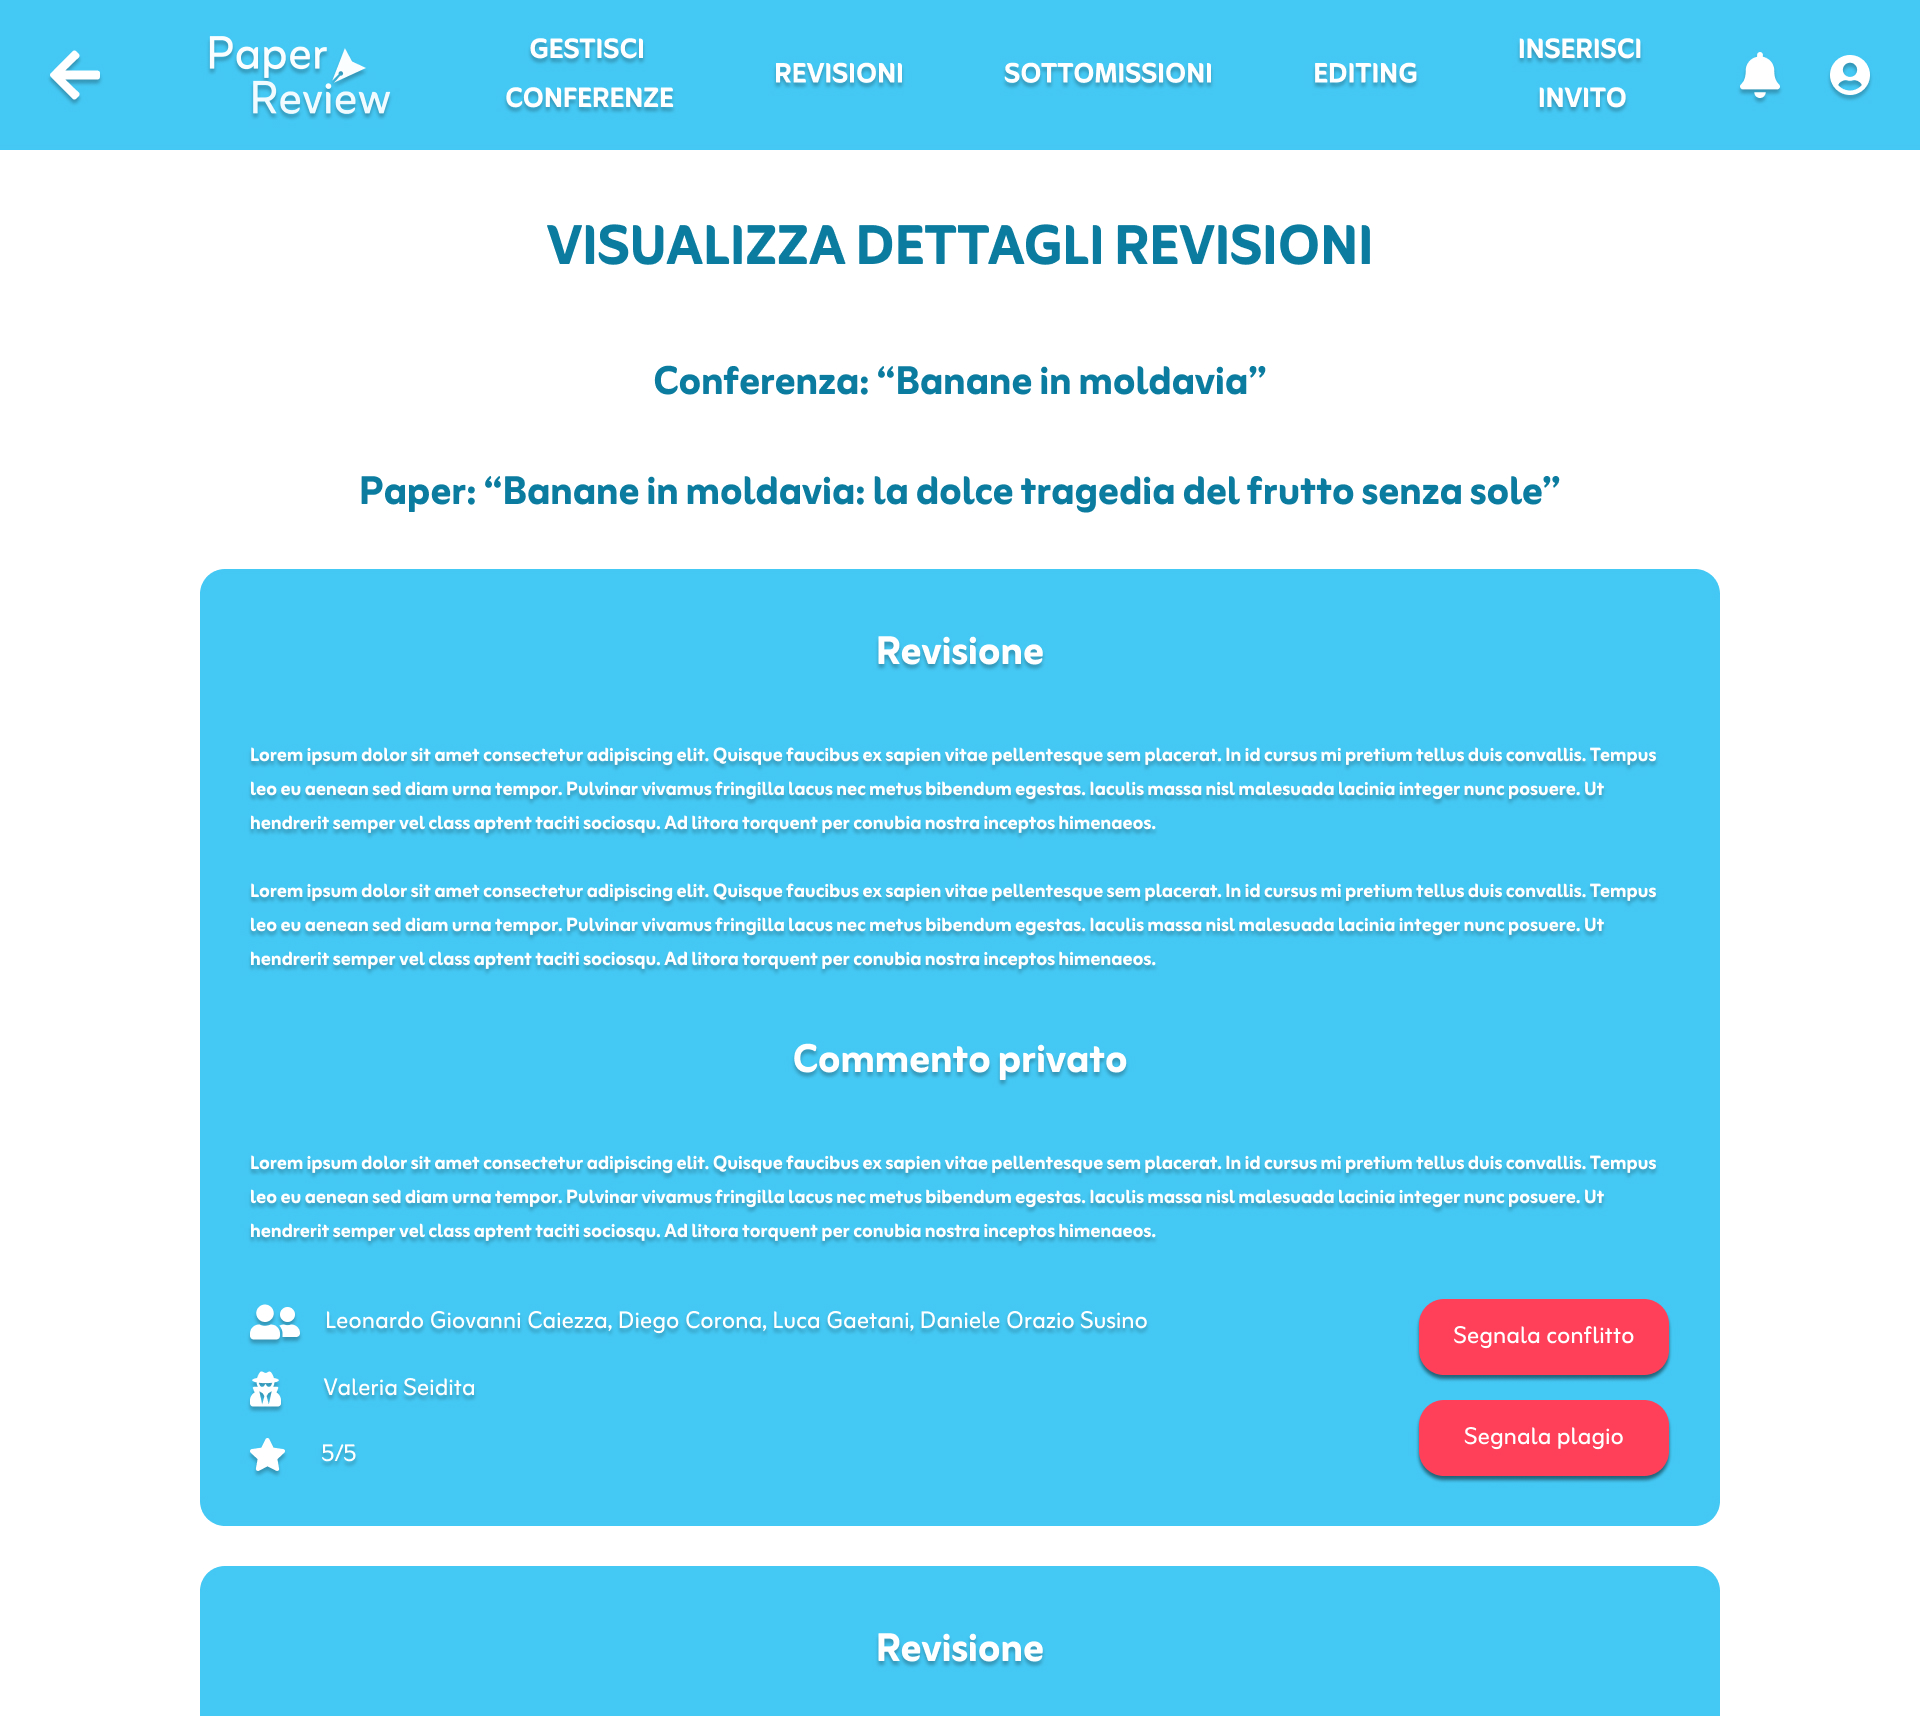 Paper
Review
GESTISCI
CONFERENZE
REVISIONI
SOTTOMISSIONI
EDITING
INSERISCI
INVITO
VISUALIZZA DETTAGLI REVISIONI
Conferenza: “Banane in moldavia”
Paper: “Banane in moldavia: la dolce tragedia del frutto senza sole”
Revisione
Lorem ipsum dolor sit amet consectetur adipiscing elit. Quisque faucibus ex sapien vitae pellentesque sem placerat. In id cursus mi pretium tellus duis convallis. Tempus
leo eu aenean sed diam urna tempor. Pulvinar vivamus fringilla lacus nec metus bibendum egestas. Iaculis massa nisl malesuada lacinia integer nunc posuere. Ut
hendrerit semper vel class aptent taciti sociosqu. Ad litora torquent per conubia nostra inceptos himenaeos.
Lorem ipsum dolor sit amet consectetur adipiscing elit. Quisque faucibus ex sapien vitae pellentesque sem placerat. In id cursus mi pretium tellus duis convallis. Tempus
leo eu aenean sed diam urna tempor. Pulvinar vivamus fringilla lacus nec metus bibendum egestas. Iaculis massa nisl malesuada lacinia integer nunc posuere. Ut
hendrerit semper vel class aptent taciti sociosqu. Ad litora torquent per conubia nostra inceptos himenaeos.
Commento privato
Lorem ipsum dolor sit amet consectetur adipiscing elit. Quisque faucibus ex sapien vitae pellentesque sem placerat. In id cursus mi pretium tellus duis convallis. Tempus
leo eu aenean sed diam urna tempor. Pulvinar vivamus fringilla lacus nec metus bibendum egestas. Iaculis massa nisl malesuada lacinia integer nunc posuere. Ut
hendrerit semper vel class aptent taciti sociosqu. Ad litora torquent per conubia nostra inceptos himenaeos.
Leonardo Giovanni Caiezza, Diego Corona, Luca Gaetani, Daniele Orazio Susino
Valeria Seidita
5/5
Segnala conflitto
Segnala plagio
Revisione